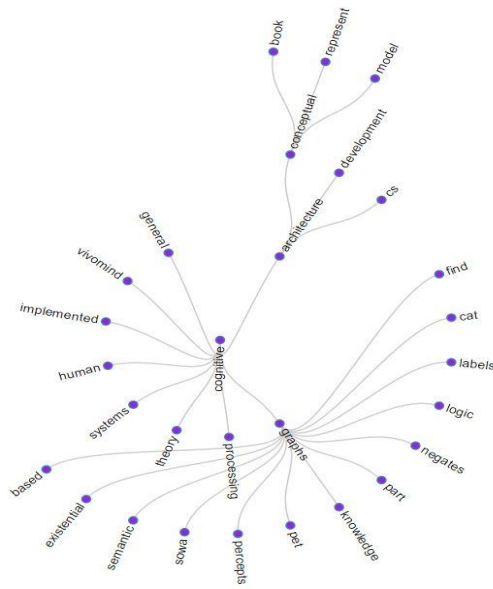 book
represent
model
conceptual
development
cs
architecture
general
vivomind
implemented
human
systems
theory
cognitive
processing
find
cat
labels
logic
negates
part
knowledge
graphs
pet
percepts
sowa
semantic
existential
based